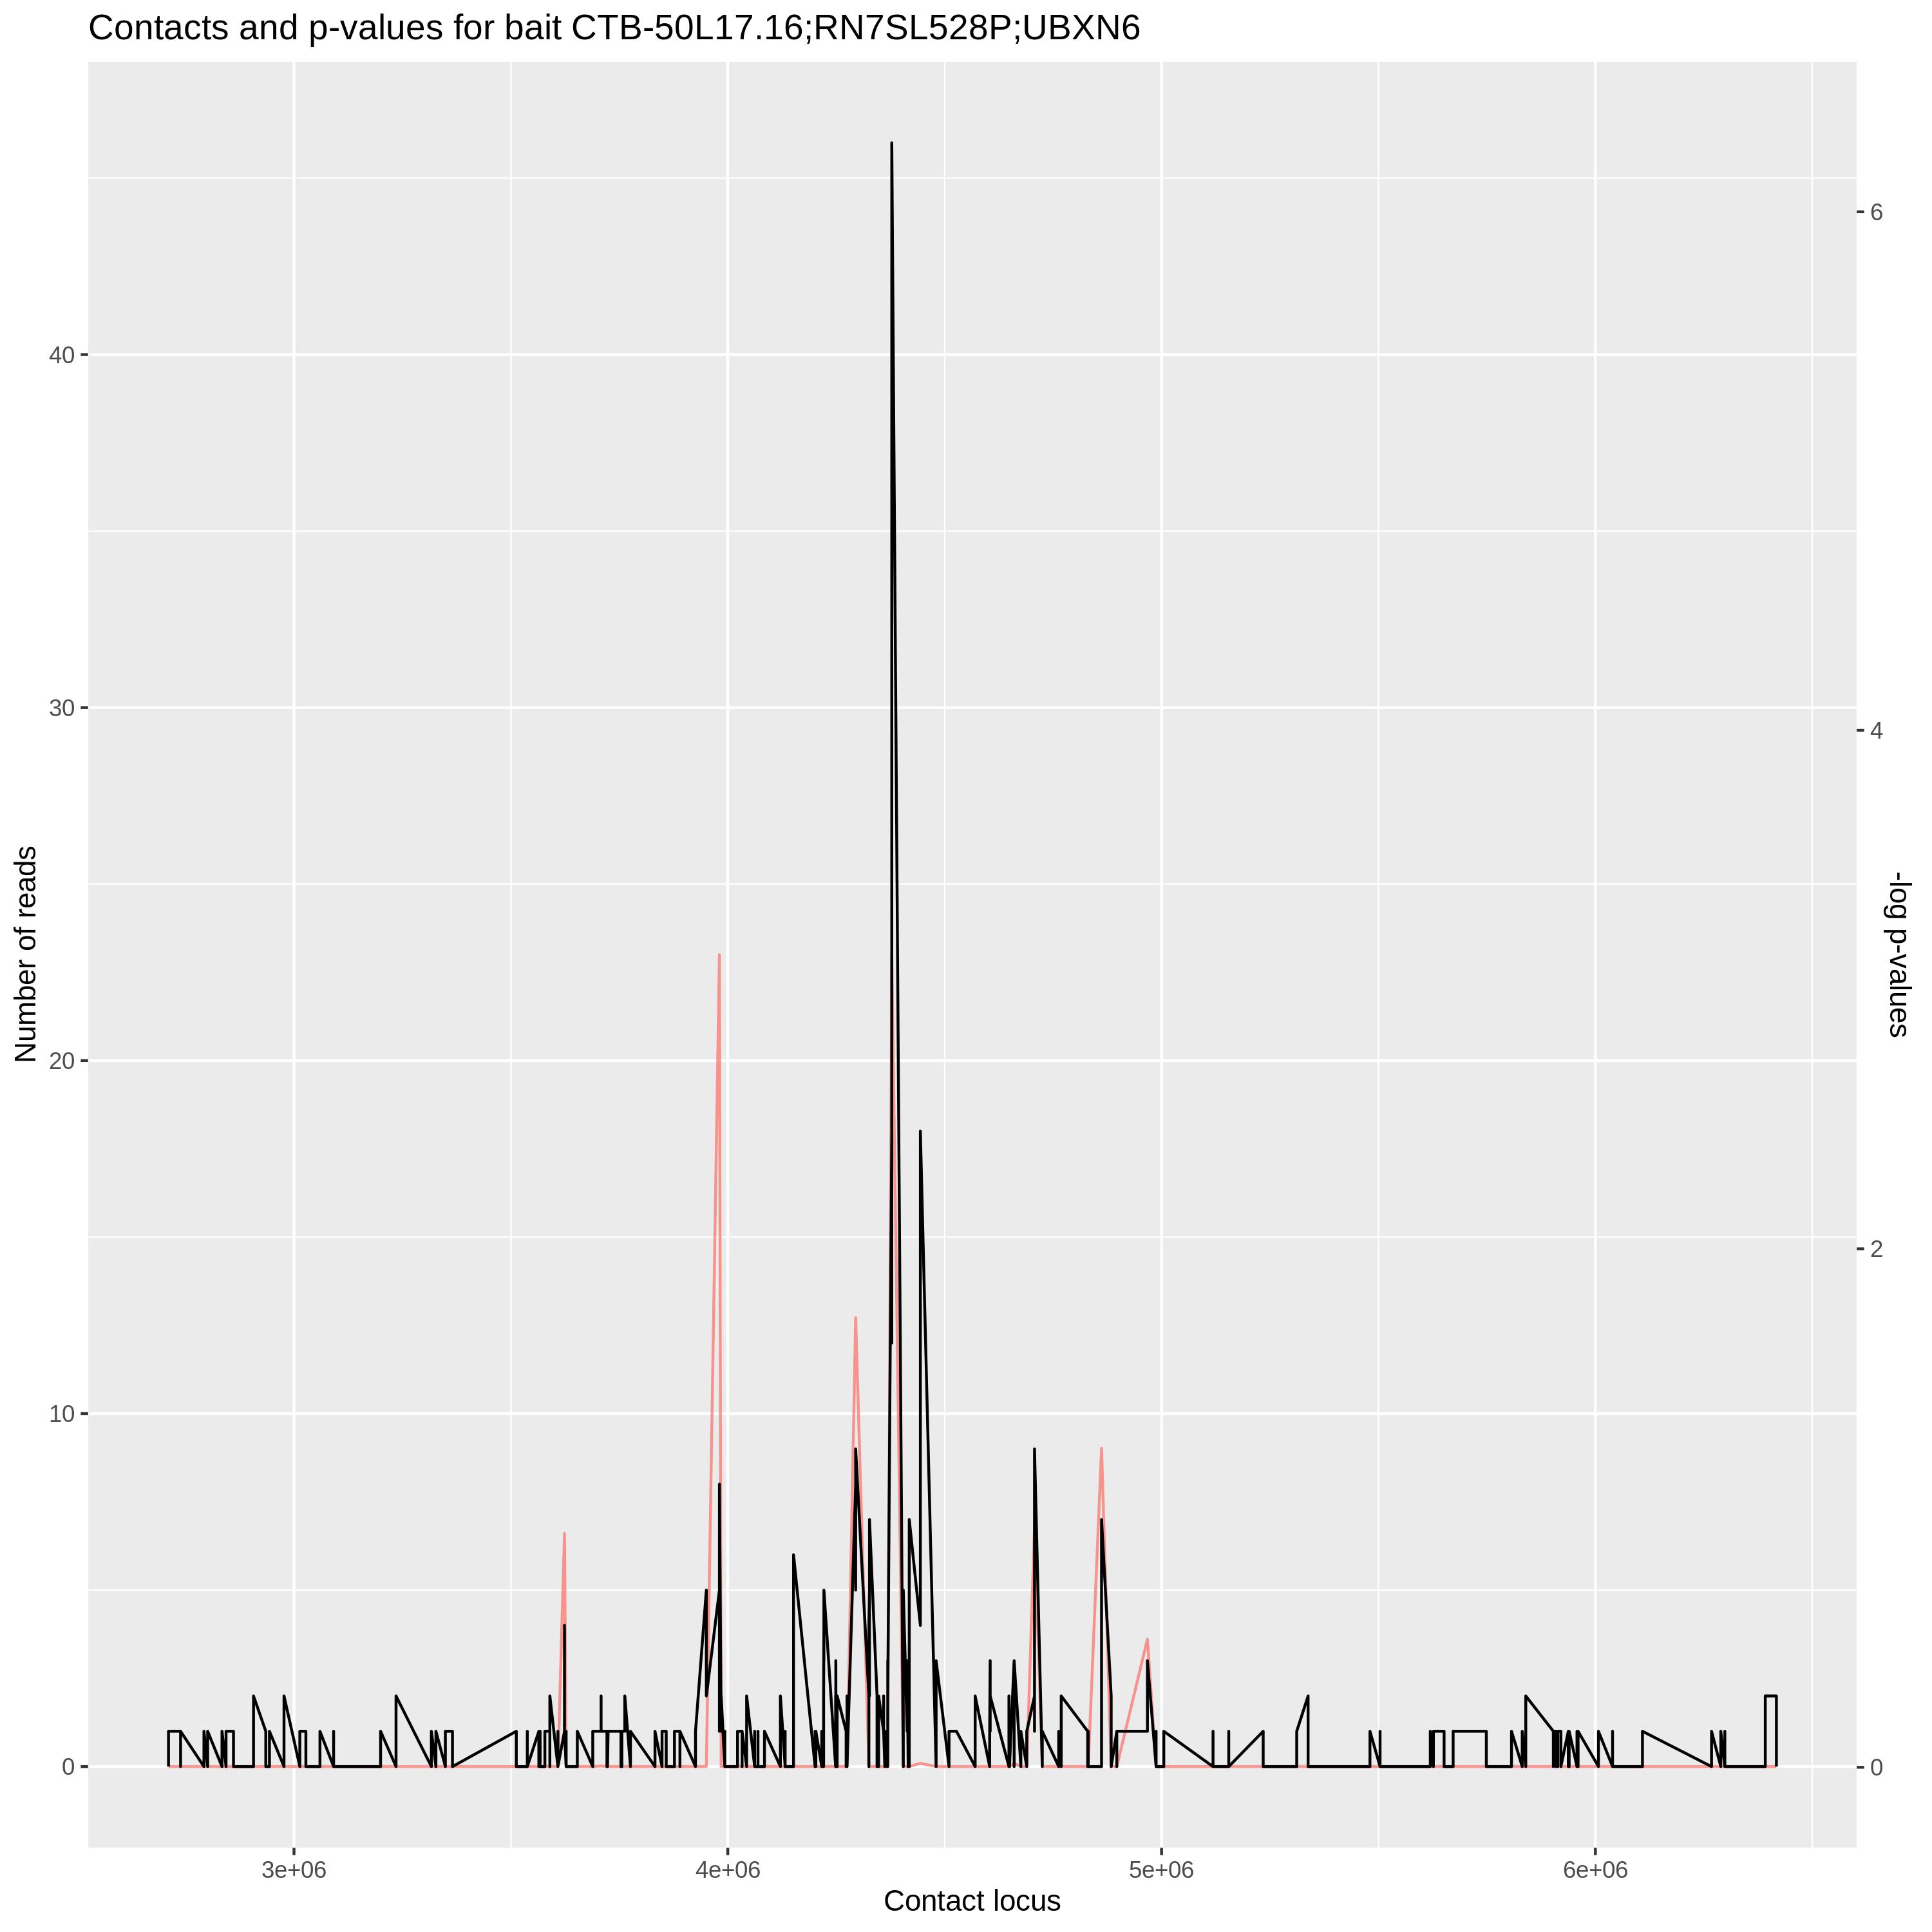 Contacts and p-values for bait CTB-50L17.16;RN7SL528P;UBXN6
40
30
20
10
0
6
4
2
0
Number of reads
-log p-values
3e+06
4e+06
5e+06
6e+06
Contact locus